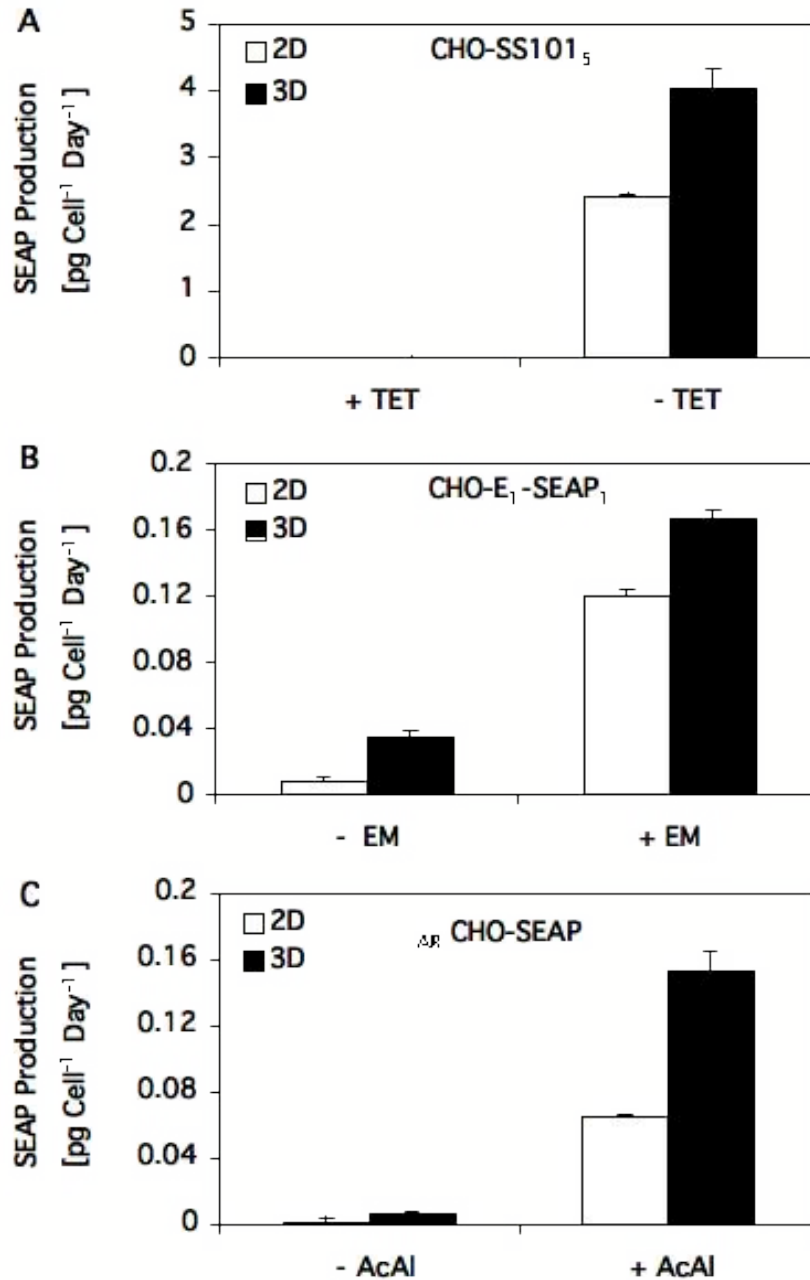 A
SEAP Production
[pg Cell⁻¹ Day⁻¹]
5
4
3
2
1
0
2D
3D
CHO-SS101₅
+ TET
- TET
B
SEAP Production
[pg Cell⁻¹ Day⁻¹]
0.2
0.16
0.12
0.08
0.04
0
2D
3D
CHO-E₁-SEAP₁
- EM
+ EM
C
SEAP Production
[pg Cell⁻¹ Day⁻¹]
0.2
0.16
0.12
0.08
0.04
0
2D
3D
CHO-SEAP
- AcAl
+ AcAl